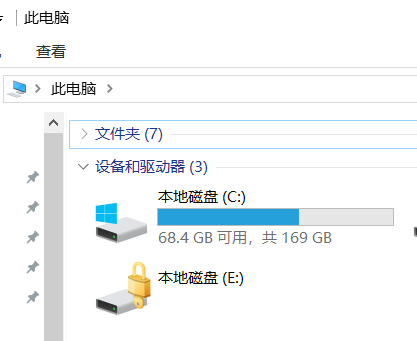 此电脑
查看
此电脑
文件夹 (7)
设备和驱动器 (3)
本地磁盘 (C:)
68.4 GB 可用，共 169 GB
本地磁盘 (E:)